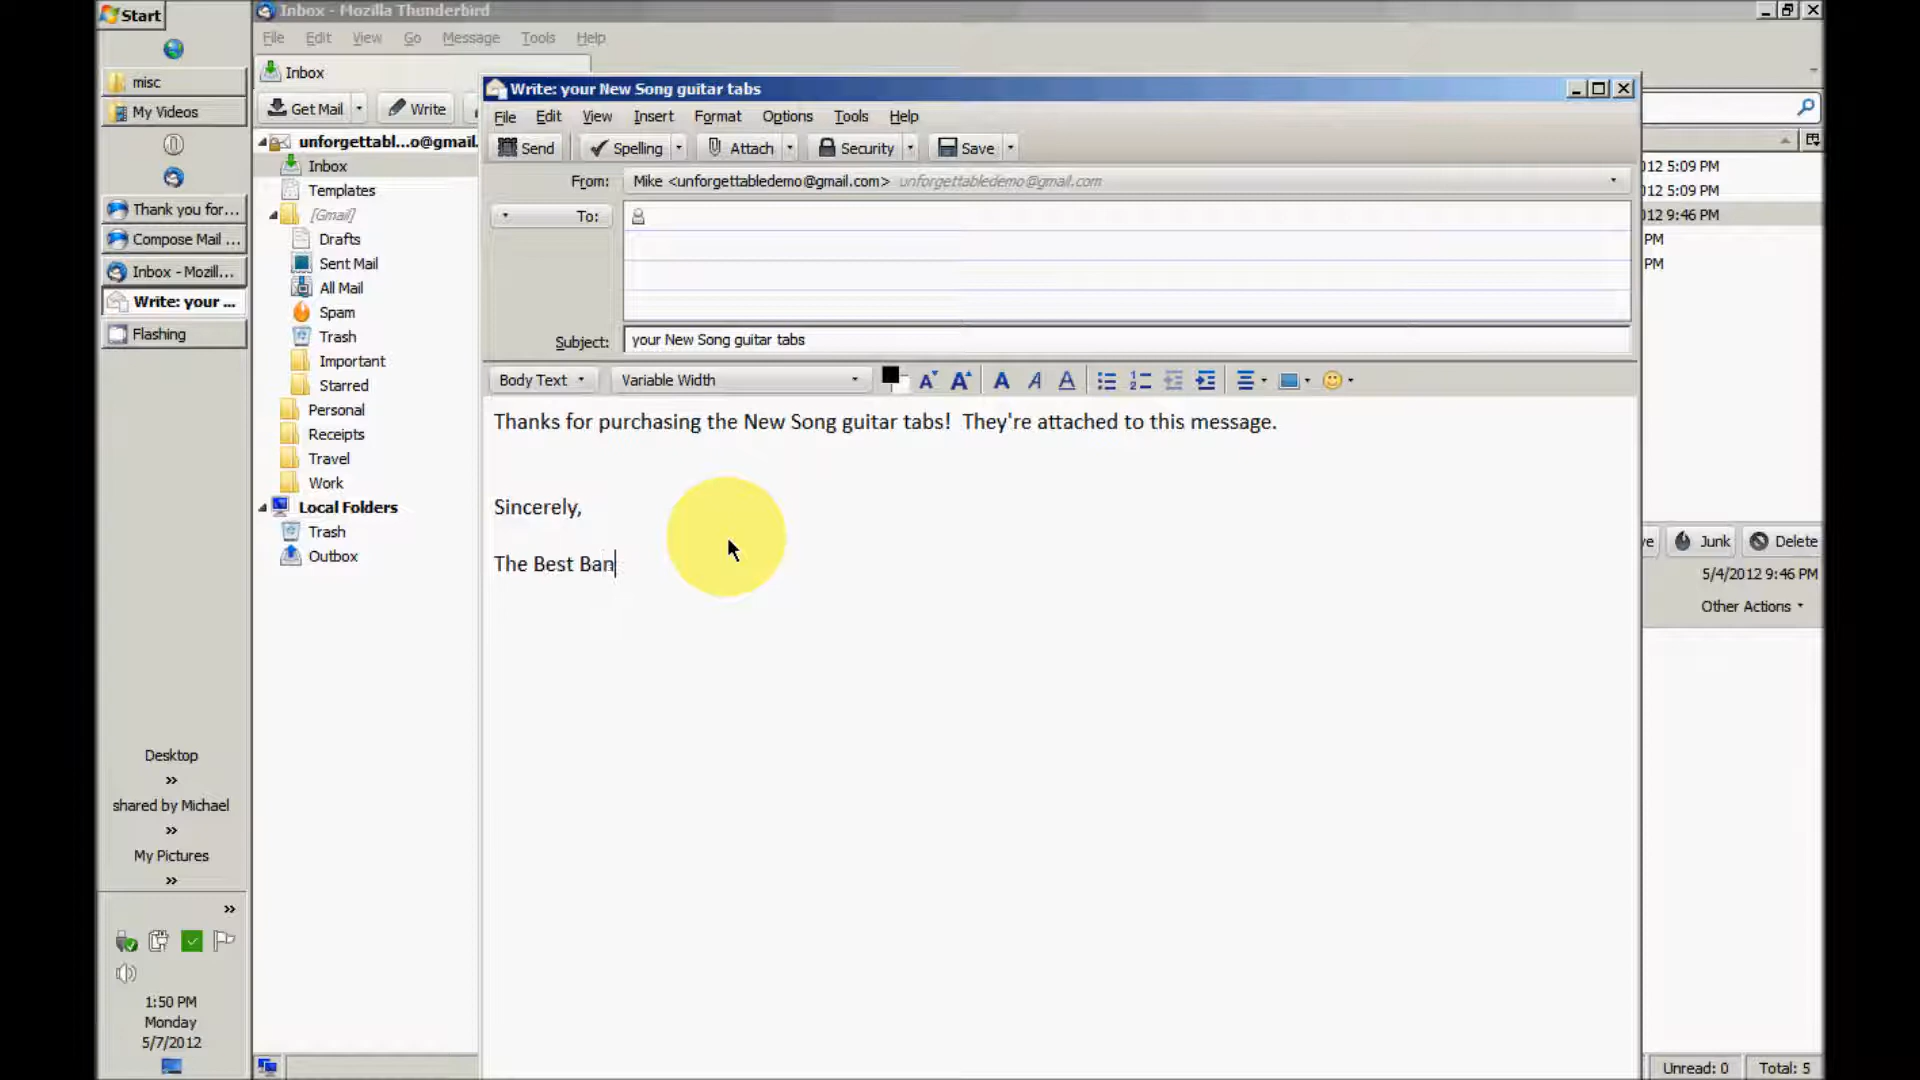 Start
misc
My Videos
Thank you for...
Compose Mail ...
Inbox - Mozill...
Write: your ...
Flashing
Desktop
»
shared by Michael
»
My Pictures
»
»
1:50 PM
Monday
5/7/2012
Inbox - Mozilla Thunderbird
File Edit View Go Message Tools Help
Inbox
Get Mail Write
unforgettabl...o@gmail.
Inbox
Templates
[Gmail]
Drafts
Sent Mail
All Mail
Spam
Trash
Important
Starred
Personal
Receipts
Travel
Work
Local Folders
Trash
Outbox
Write: your New Song guitar tabs
File Edit View Insert Format Options Tools Help
Send Spelling Attach Security Save
From: Mike <unforgettabledemo@gmail.com> unforgettabledemo@gmail.com
To:
Subject: your New Song guitar tabs
Body Text Variable Width
Thanks for purchasing the New Song guitar tabs! They're attached to this message.
Sincerely,
The Best Ban
12 5:09 PM
12 5:09 PM
12 9:46 PM
PM
PM
ve Junk Delete
5/4/2012 9:46 PM
Other Actions
Unread: 0 Total: 5